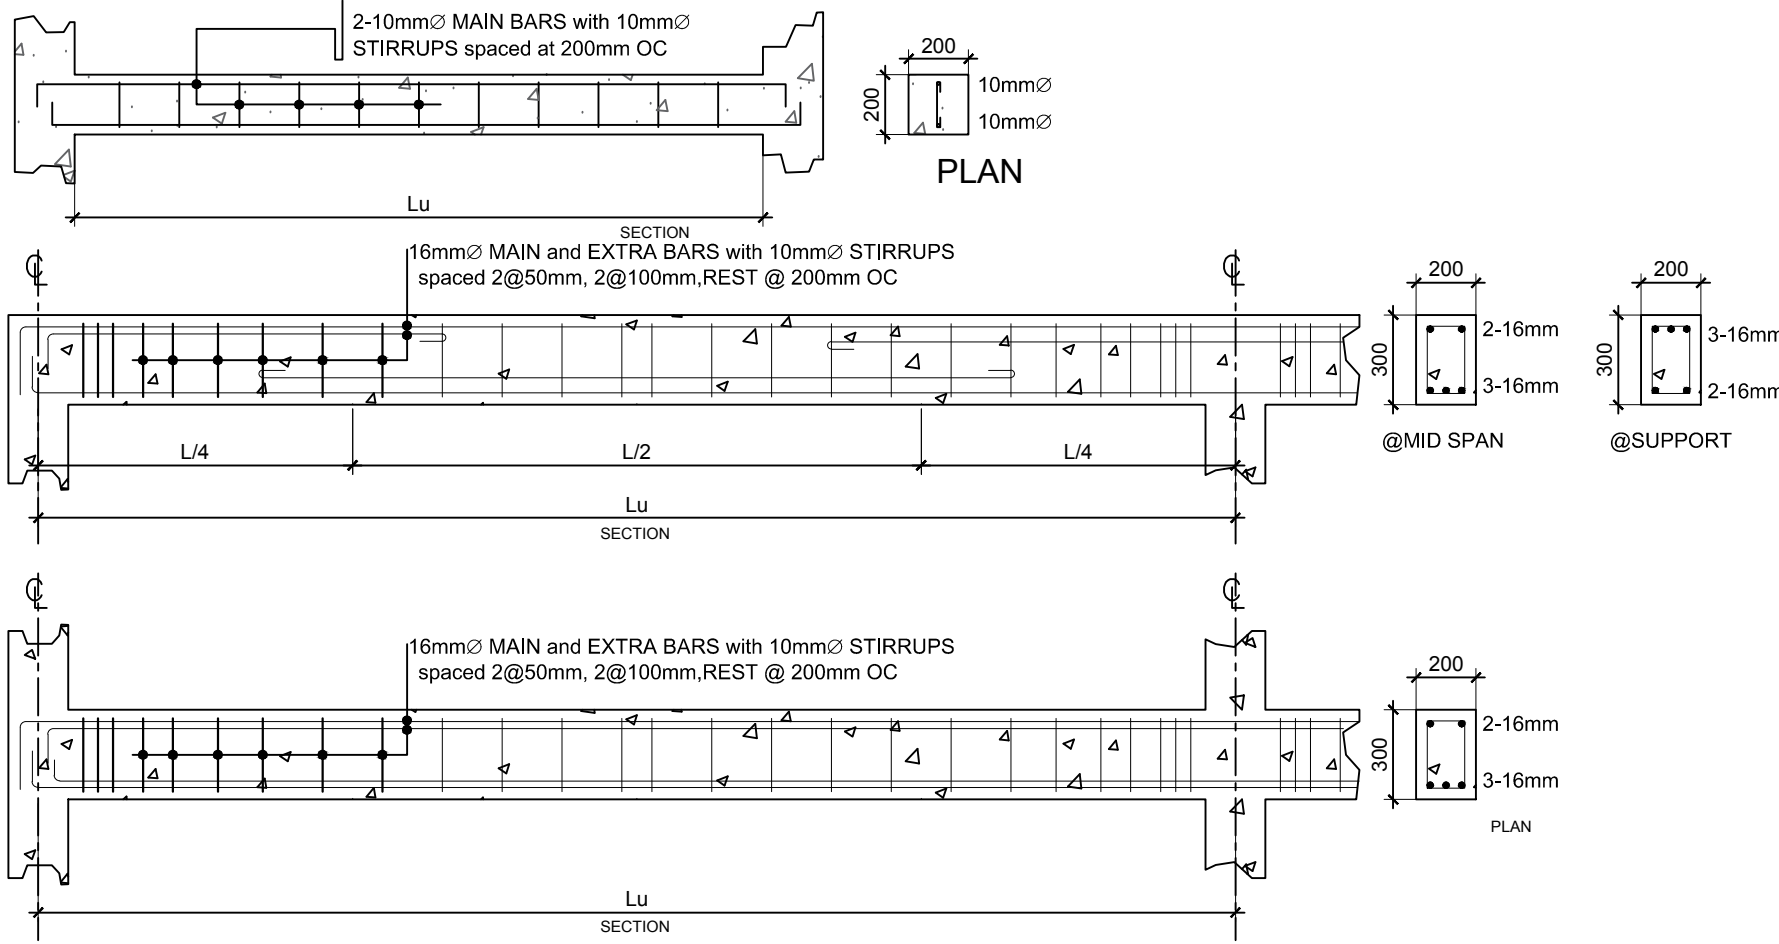 2-10mm∅ MAIN BARS with 10mm∅
STIRRUPS spaced at 200mm OC
200
200
10mm∅
10mm∅
PLAN
Lu
SECTION
16mm∅ MAIN and EXTRA BARS with 10mm∅ STIRRUPS
spaced 2@50mm, 2@100mm,REST @ 200mm OC
℄
℄
L/4
L/2
L/4
Lu
SECTION
200
300
2-16mm
3-16mm
@MID SPAN
200
300
3-16mm
2-16mm
@SUPPORT
℄
℄
16mm∅ MAIN and EXTRA BARS with 10mm∅ STIRRUPS
spaced 2@50mm, 2@100mm,REST @ 200mm OC
Lu
SECTION
200
300
2-16mm
3-16mm
PLAN